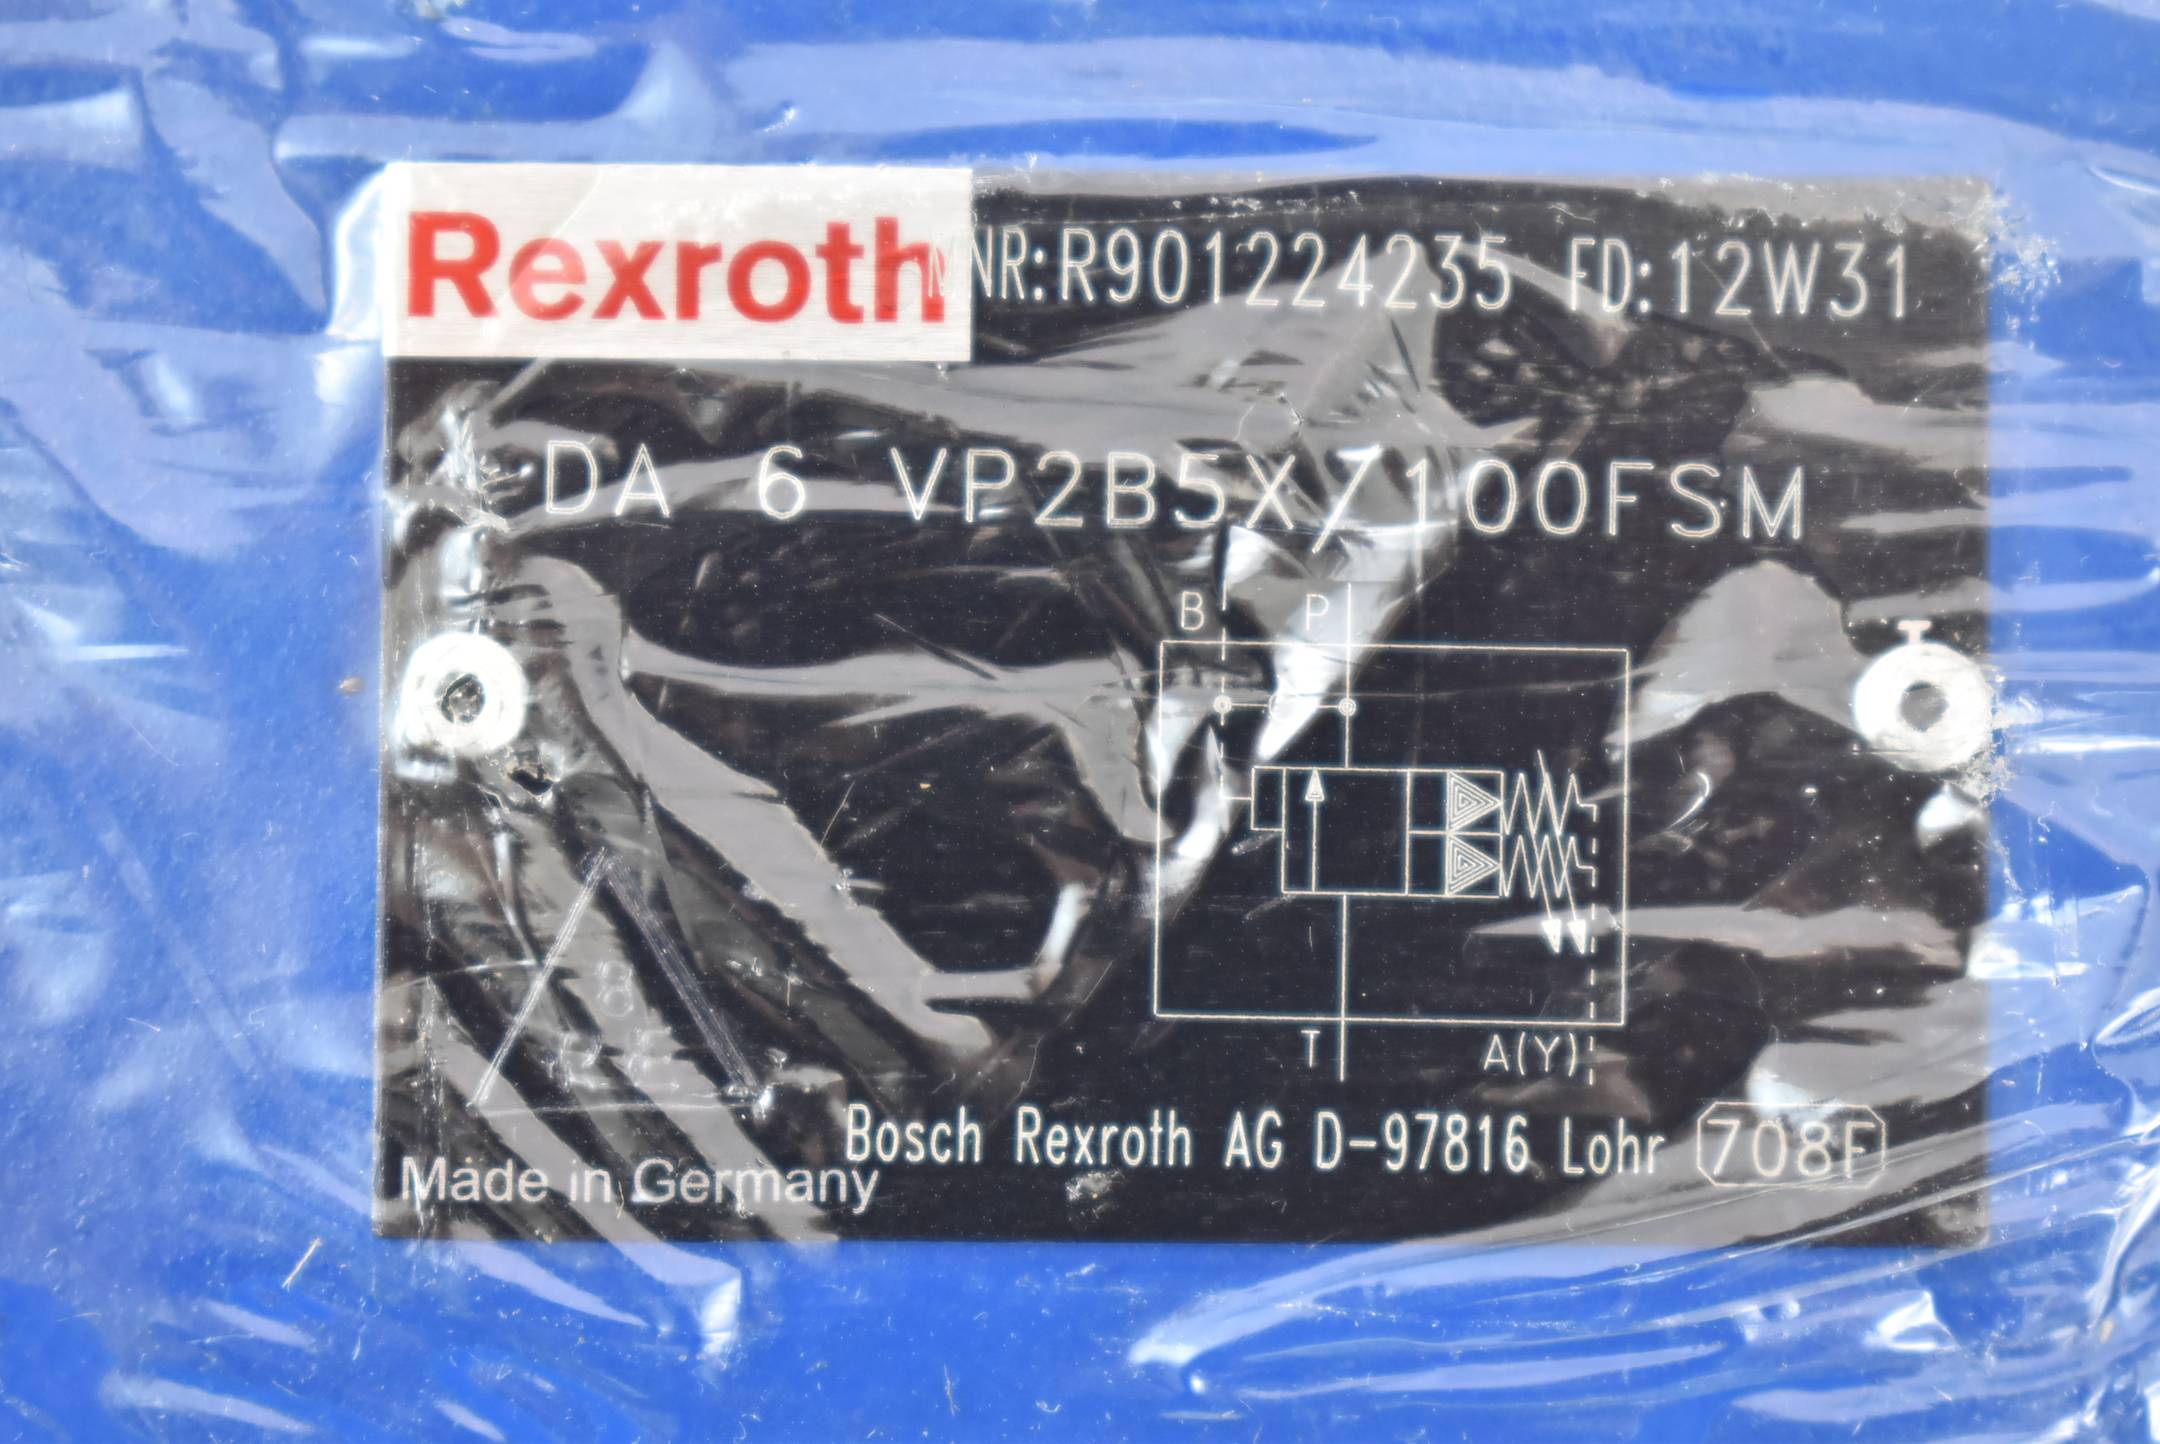 Rexroth
MNR:R901224235 FD:12W31
DA 6 VP2B5X/100FSM
B P
T A(Y)
Bosch Rexroth AG D-97816 Lohr 708F
Made in Germany